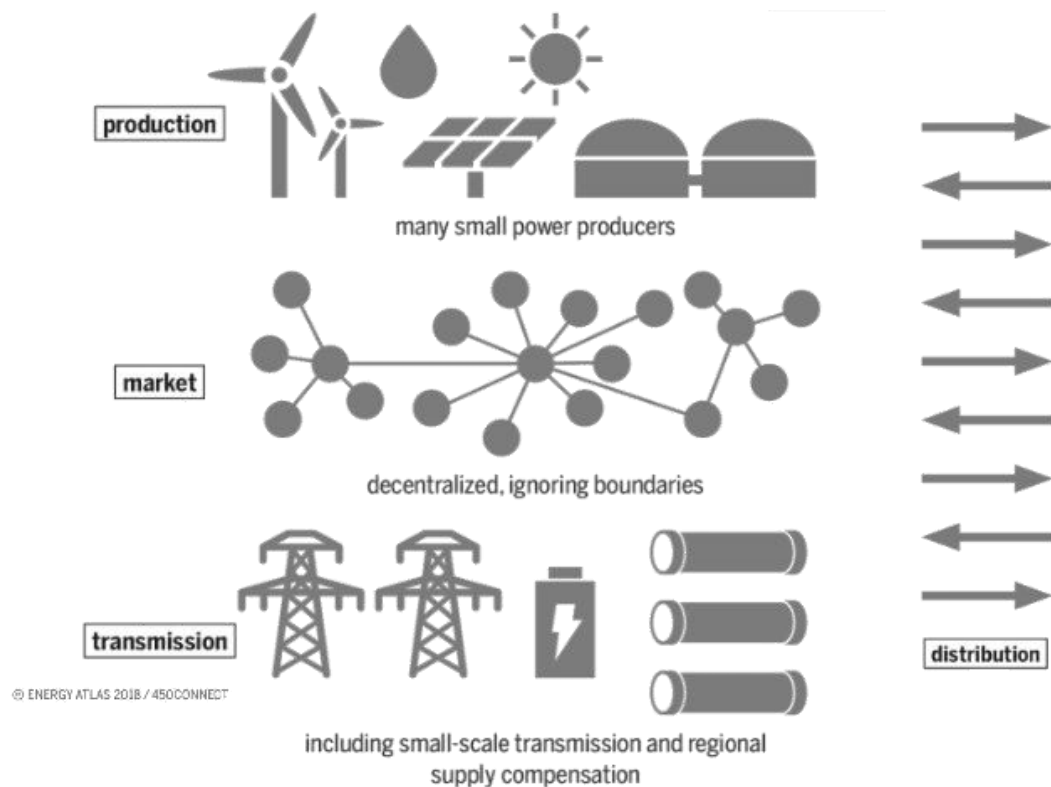 production
many small power producers
market
decentralized, ignoring boundaries
transmission
distribution
© ENERGY ATLAS 2018 / 450CONNECT
including small-scale transmission and regional
supply compensation